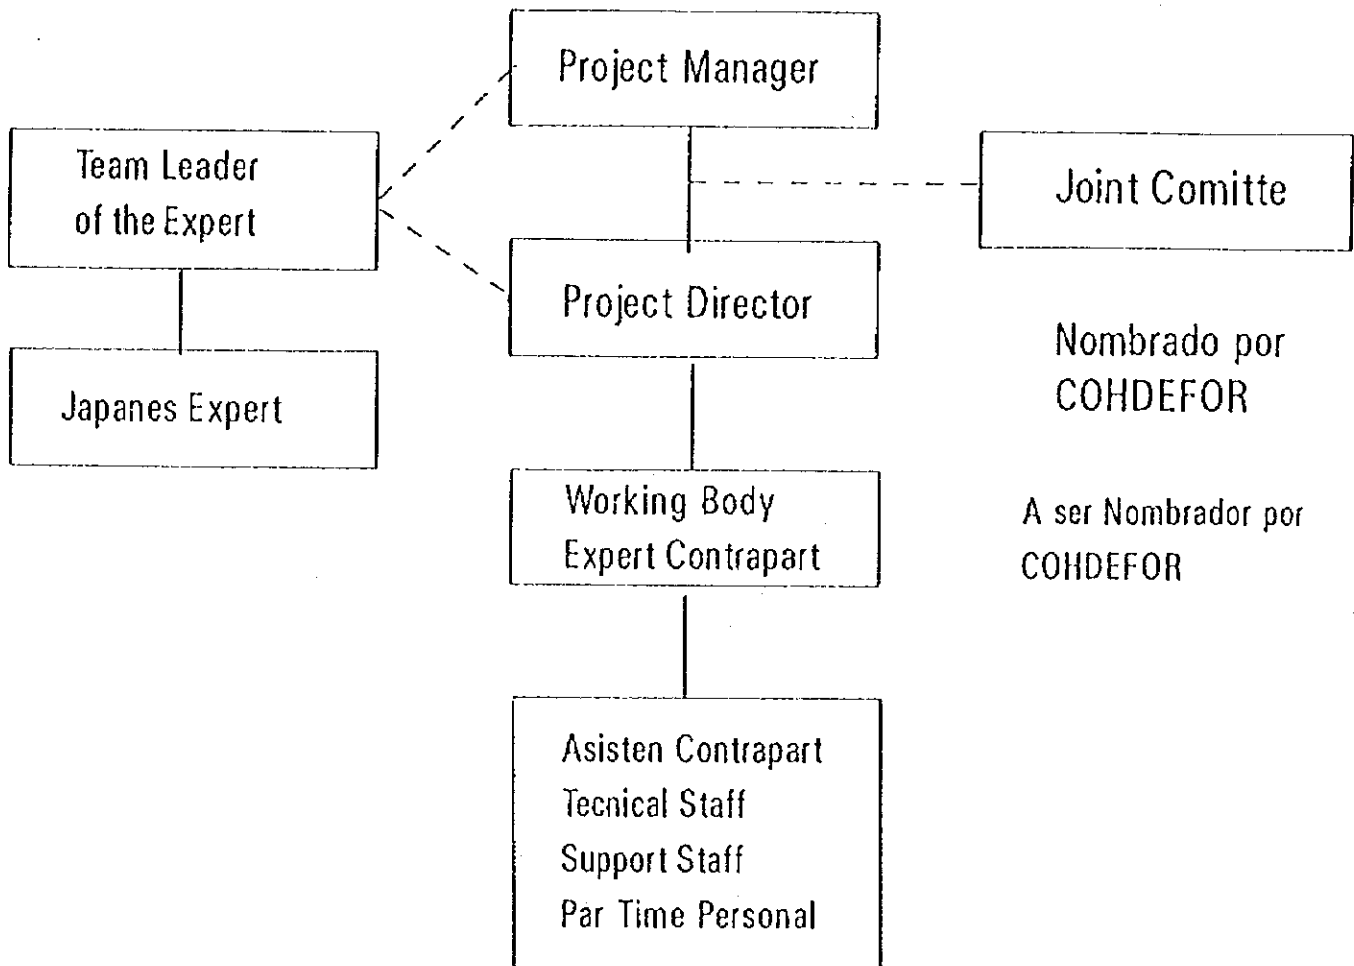 Project Manager
Team Leader
of the Expert
Joint Comitte
Project Director
Japanes Expert
Nombrado por
COHDEFOR
Working Body
Expert Contrapart
A ser Nombrador por
COHDEFOR
Asisten Contrapart
Tecnical Staff
Support Staff
Par Time Personal